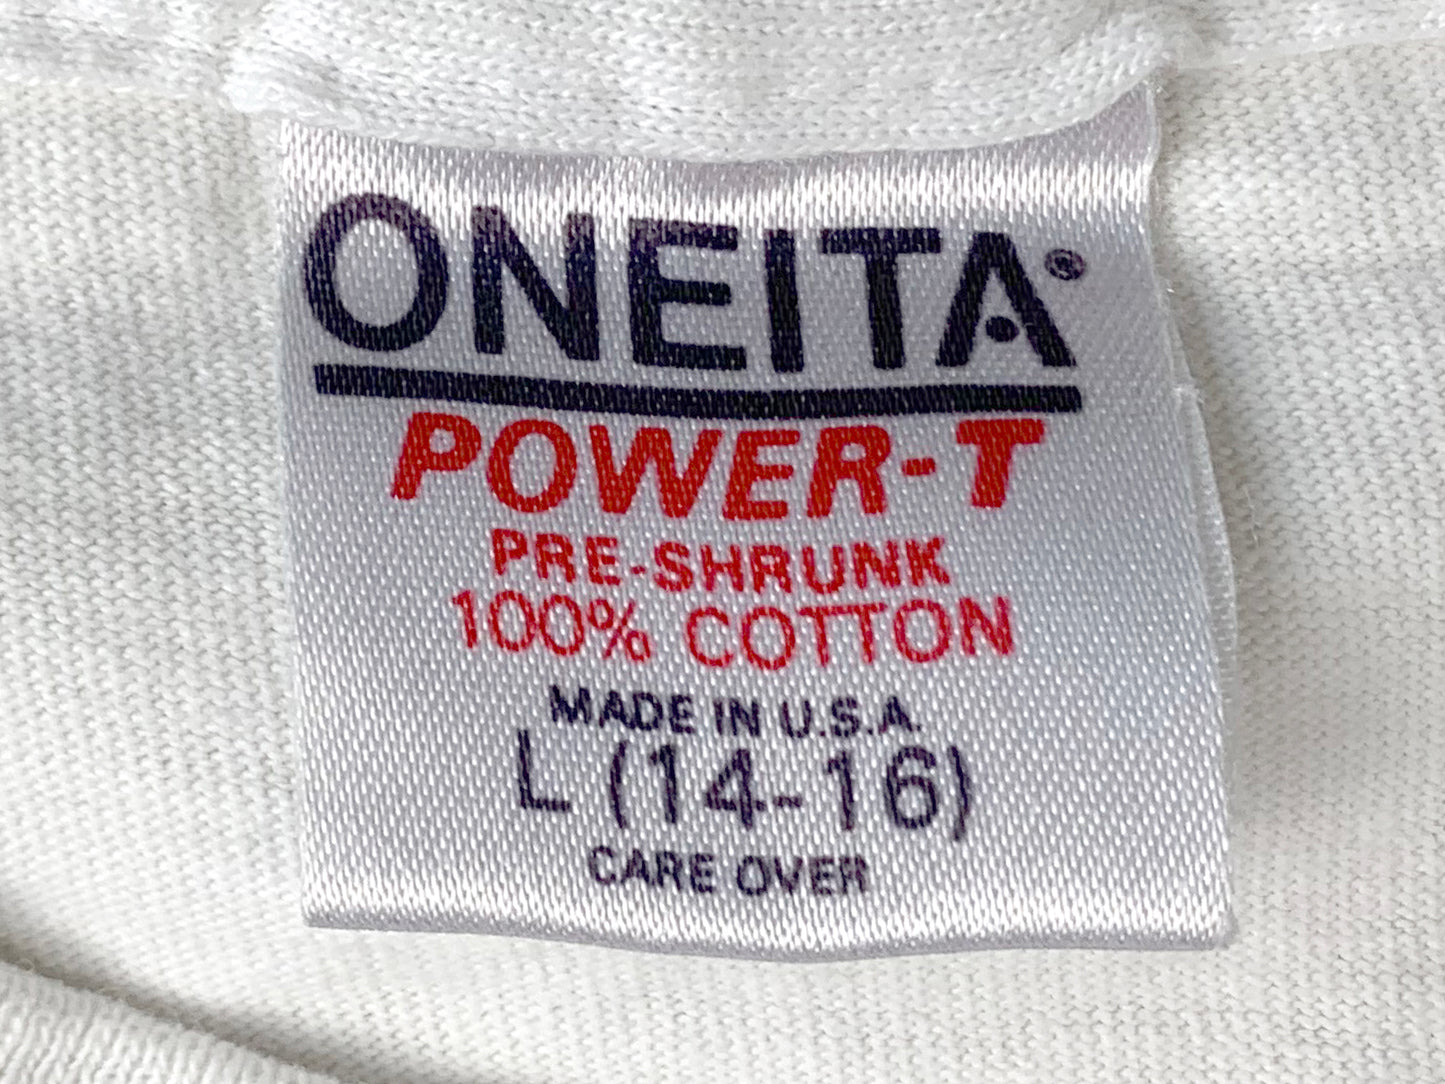 ONEITA®
POWER-T
PRE-SHRUNK
100% COTTON
MADE IN U.S.A.
L (14-16)
CARE OVER